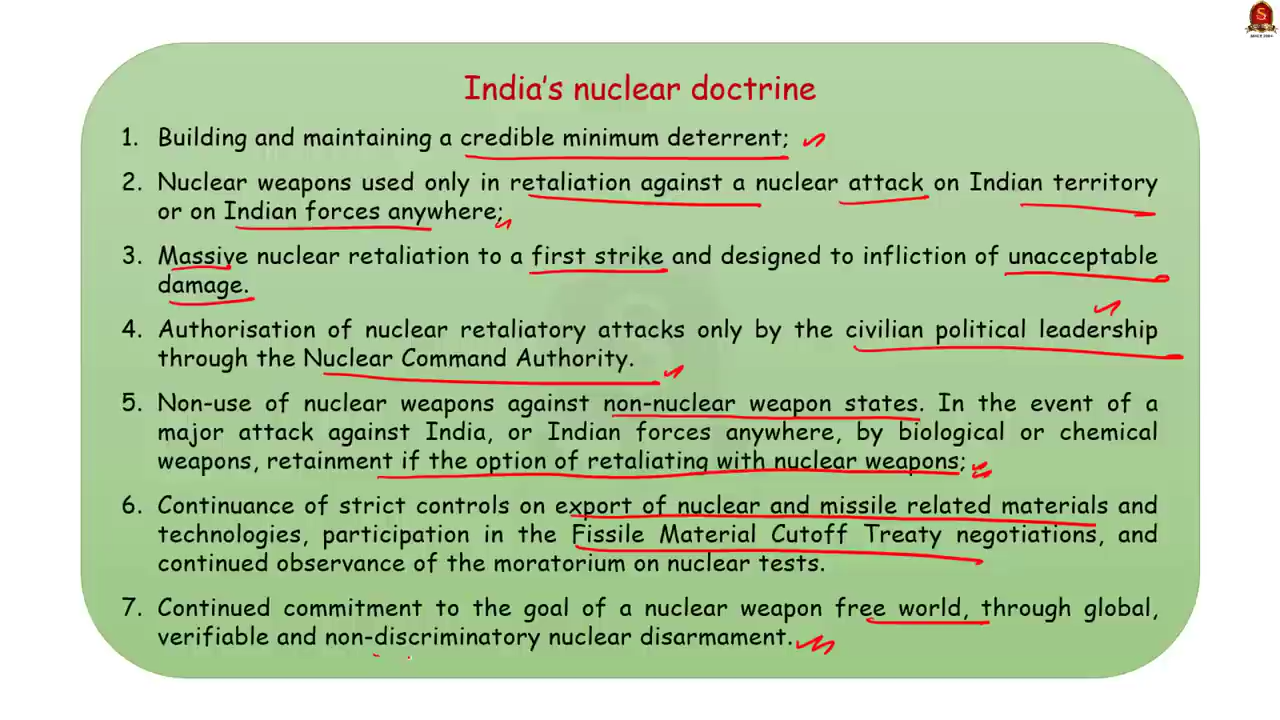 India's nuclear doctrine
1. Building and maintaining a credible minimum deterrent;
2. Nuclear weapons used only in retaliation against a nuclear attack on Indian territory
or on Indian forces anywhere;
3. Massive nuclear retaliation to a first strike and designed to infliction of unacceptable
damage.
4. Authorisation of nuclear retaliatory attacks only by the civilian political leadership
through the Nuclear Command Authority.
5. Non-use of nuclear weapons against non-nuclear weapon states. In the event of a
major attack against India, or Indian forces anywhere, by biological or chemical
weapons, retainment if the option of retaliating with nuclear weapons;
6. Continuance of strict controls on export of nuclear and missile related materials and
technologies, participation in the Fissile Material Cutoff Treaty negotiations, and
continued observance of the moratorium on nuclear tests.
7. Continued commitment to the goal of a nuclear weapon free world, through global,
verifiable and non-discriminatory nuclear disarmament.